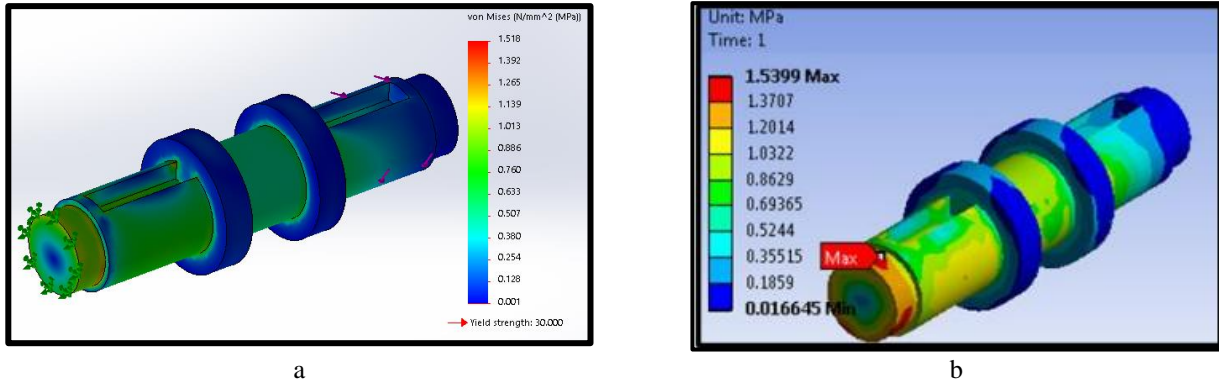 von Mises (N/mm^2 (MPa))
1.518
1.392
1.265
1.139
1.013
0.886
0.760
0.633
0.507
0.380
0.254
0.128
0.001
Yield strength: 30.000
a
Unit: MPa
Time: 1
1.5399 Max
1.3707
1.2014
1.0322
0.8629
0.69365
0.5244
0.35515
0.1859
0.016645 Min
Max
b